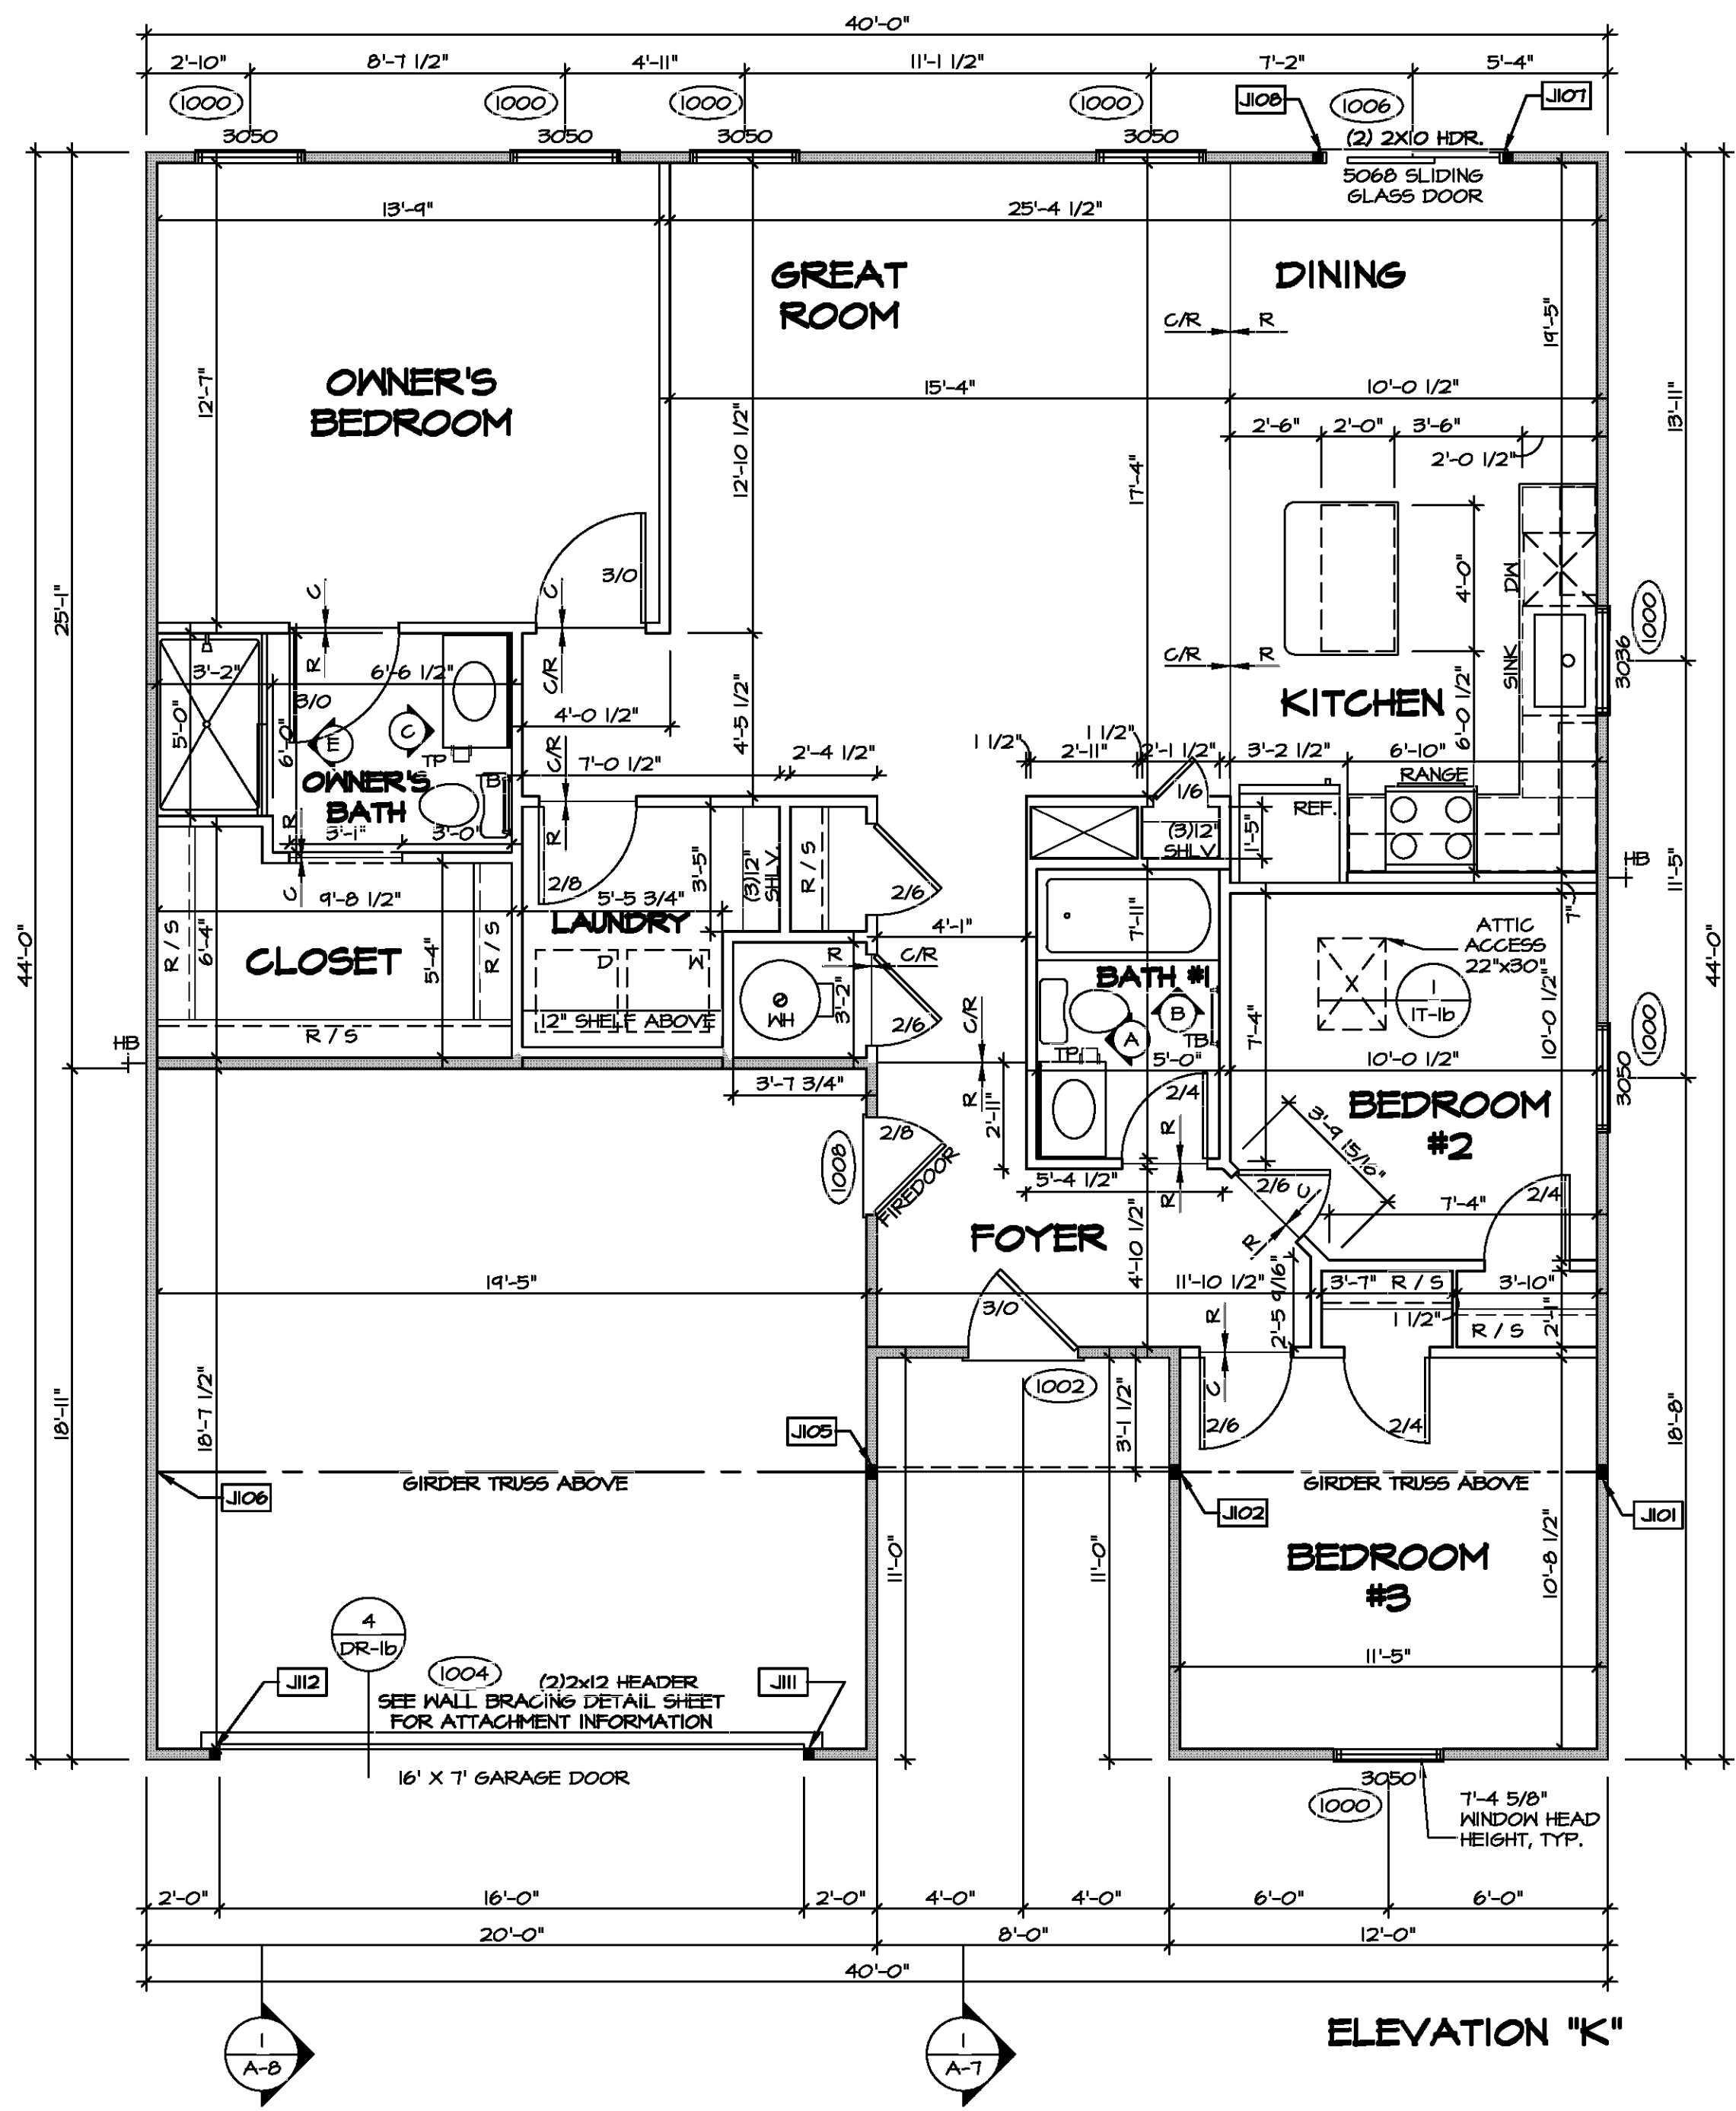 40'-0"
2'-10" 8'-7 1/2" 4'-11" 11'-1 1/2" 7'-2" 5'-4"
1000 1000 1000 1000 J108 1006 J107
3050 3050 3050 3050 (2) 2X10 HDR.
5068 SLIDING
GLASS DOOR
13'-9" 25'-4 1/2"
GREAT
ROOM
DINING
C/R R
19'-5"
OWNER'S
BEDROOM
12'-7"
12'-10 1/2"
15'-4" 10'-0 1/2"
13'-11"
2'-6" 2'-0" 3'-6"
2'-0 1/2"
17'-4"
25'-1"
3/0
C C
R C/R
C/R R
4'-0"
DW
SINK
3036
1000
KITCHEN
6'-0 1/2"
3'-2" 6'-6 1/2"
3/0
5'-0"
6'-0"
E C
TP
TB
OWNER'S
BATH
3'-1" 3'-0"
R
C
4'-0 1/2"
4'-5 1/2"
C/R
R
7'-0 1/2" 2'-4 1/2"
1 1/2" 2'-11" 1 1/2" 2'-1 1/2" 3'-2 1/2" 6'-10"
RANGE
REF.
1/6
(3)12"
SHLV
1'-5"
HB
11'-5"
7"
2/8
3'-5"
(3)12"
SHLV
R / S
2/6
9'-8 1/2" 5'-5 3/4"
LAUNDRY
4'-1"
CLOSET
R / S
6'-4"
5'-4"
R / S
R / S
D W
12" SHELF ABOVE
WH
3'-2"
R C/R
2/6
44'-0"
44'-0"
HB
7'-11"
BATH #1
A B
TP TB
5'-0"
C/R
R
2'-11"
2/4
R
R
5'-4 1/2"
ATTIC
ACCESS
22"x30"
X
1
IT-1b
7'-4"
10'-0 1/2"
10'-0 1/2"
3050
1000
BEDROOM
#2
3'-9 15/16"
2/6 C
R
7'-4" 2/4
3'-7 3/4"
2/8
1008
FIREDOOR
FOYER
4'-10 1/2"
19'-5" 11'-10 1/2"
2'-5 9/16"
3'-7" R / S 3'-10"
1 1/2"
R / S
2'-1"
3/0
R
C
1002
2/6 2/4
3'-1 1/2"
18'-11"
18'-7 1/2"
18'-8"
J105
GIRDER TRUSS ABOVE GIRDER TRUSS ABOVE
J106 J102 J101
11'-0" 11'-0"
BEDROOM
#3
10'-8 1/2"
11'-5"
4
DR-1b
J112 1004 (2)2x12 HEADER J111
SEE WALL BRACING DETAIL SHEET
FOR ATTACHMENT INFORMATION
16' X 7' GARAGE DOOR
3050
1000
7'-4 5/8"
WINDOW HEAD
HEIGHT, TYP.
2'-0" 16'-0" 2'-0" 4'-0" 4'-0" 6'-0" 6'-0"
20'-0" 8'-0" 12'-0"
40'-0"
1
A-8
1
A-7
ELEVATION "K"